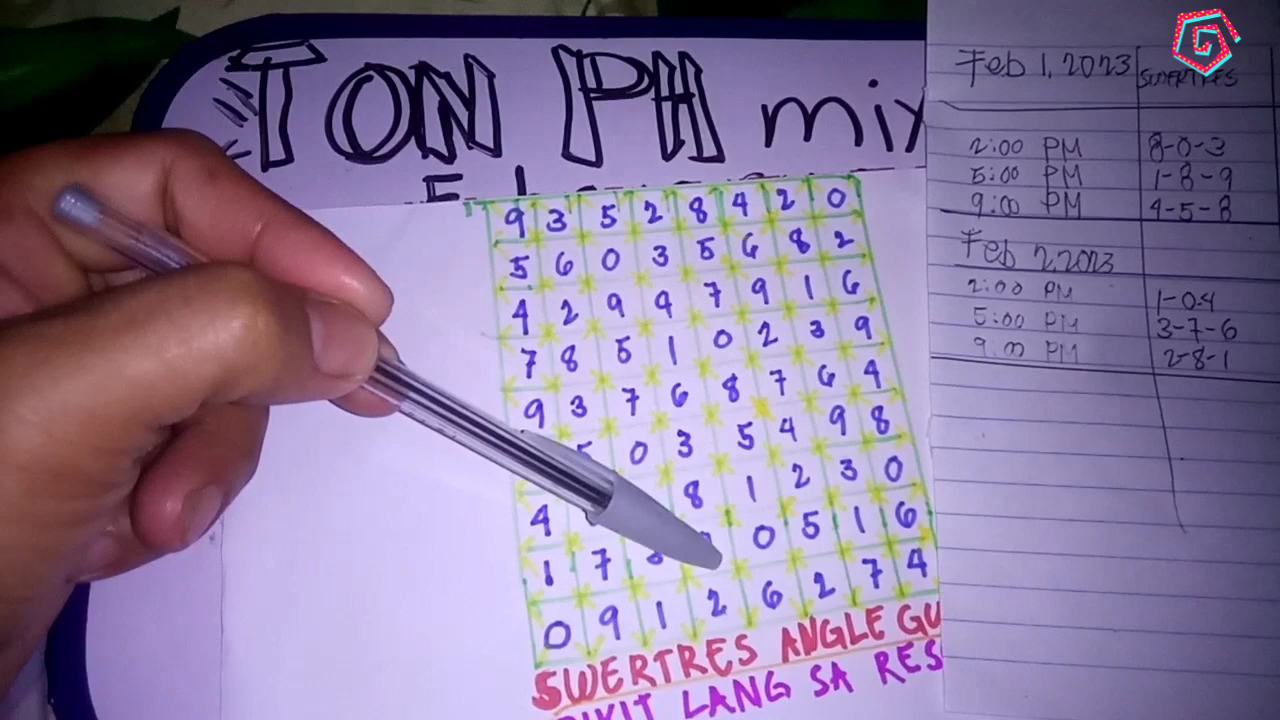 TON PH mix
9 3 5 2 8 4 2 0
5 6 0 3 5 6 8 2
4 2 9 9 7 9 1 6
7 8 5 1 0 2 3 9
9 3 7 6 8 7 6 4
5 0 3 5 4 9 8
4 8 1 2 3 0
1 7 0 5 1 6
0 9 1 2 6 2 7 4
SWERTRES ANGLE GU
LANG SA RES
Feb 1, 2023 SWERTRES
2:00 PM 8-0-3
5:00 PM 1-8-9
9:00 PM 4-5-8
Feb 2, 2023
2:00 PM 1-0-4
5:00 PM 3-7-6
9:00 PM 2-8-1